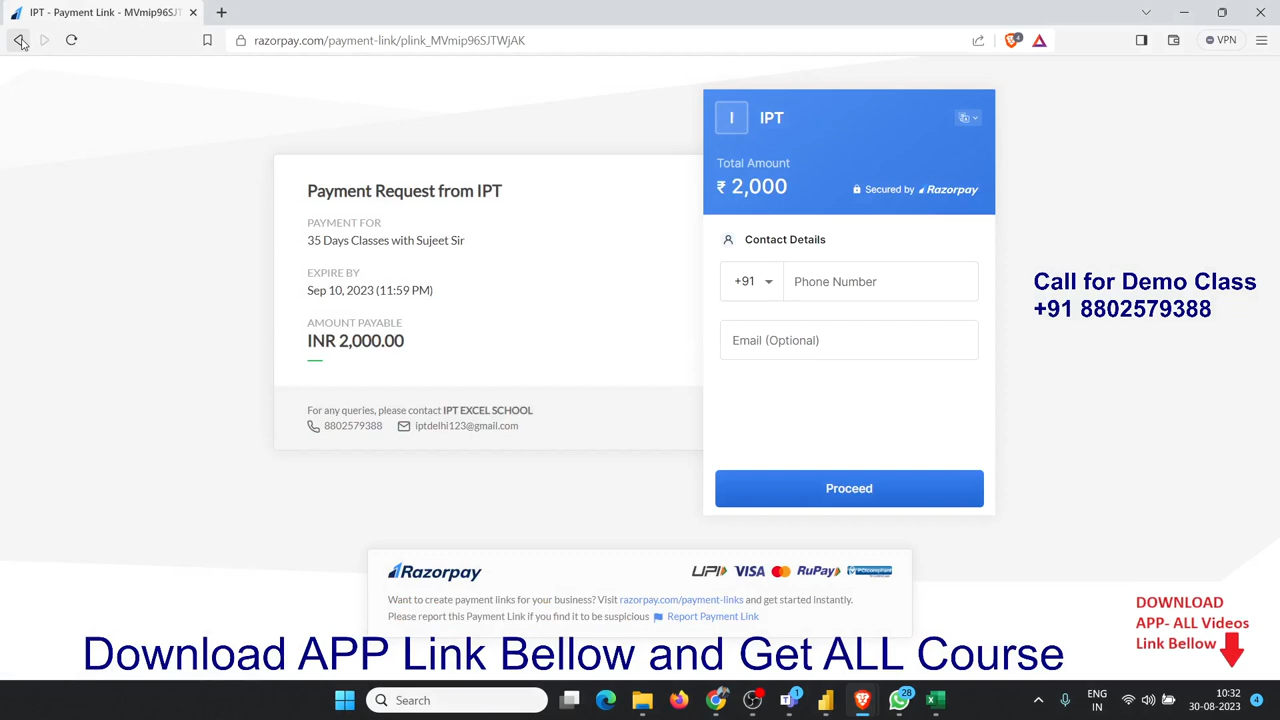 IPT - Payment Link - MVmip96SJT
razorpay.com/payment-link/plink_MVmip96SJTWjAK
4
VPN
I
IPT
Total Amount
₹ 2,000
Secured by Razorpay
Payment Request from IPT
PAYMENT FOR
35 Days Classes with Sujeet Sir
EXPIRE BY
Sep 10, 2023 (11:59 PM)
AMOUNT PAYABLE
INR 2,000.00
For any queries, please contact IPT EXCEL SCHOOL
8802579388 iptdelhi123@gmail.com
Contact Details
+91 Phone Number
Email (Optional)
Proceed
Call for Demo Class
+91 8802579388
Razorpay
UPI VISA RuPay
Want to create payment links for your business? Visit razorpay.com/payment-links and get started instantly.
Please report this Payment Link if you find it to be suspicious Report Payment Link
Download APP Link Bellow and Get ALL Course
DOWNLOAD
APP- ALL Videos
Link Bellow
Search
1
28
ENG
IN
10:32
30-08-2023
4